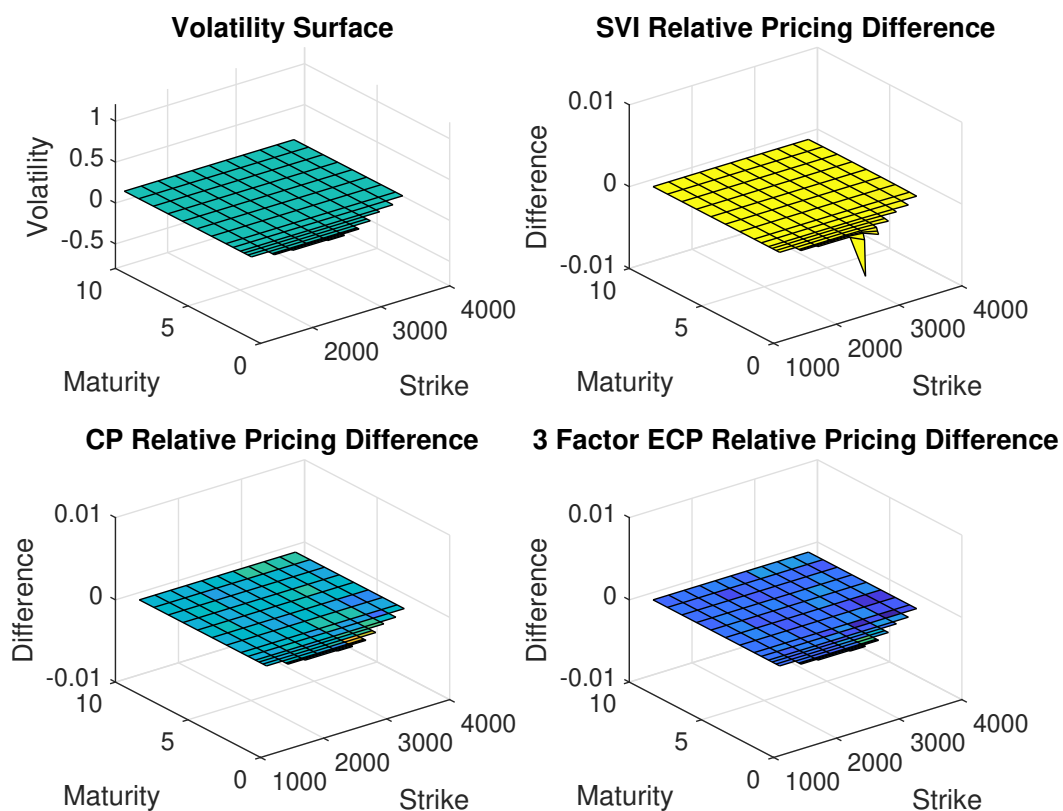 Volatility Surface
1
0.5
0
-0.5
Volatility
10
5
0
Maturity
2000
3000
4000
Strike
SVI Relative Pricing Difference
0.01
0
-0.01
Difference
10
5
0
Maturity
1000
2000
3000
4000
Strike
CP Relative Pricing Difference
0.01
0
-0.01
Difference
10
5
0
Maturity
1000
2000
3000
4000
Strike
3 Factor ECP Relative Pricing Difference
0.01
0
-0.01
Difference
10
5
0
Maturity
1000
2000
3000
4000
Strike